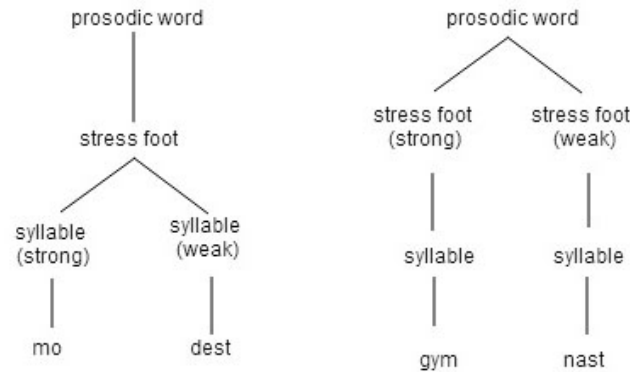 prosodic word
stress foot
syllable
(strong)
syllable
(weak)
mo
dest
prosodic word
stress foot
(strong)
stress foot
(weak)
syllable
syllable
gym
nast